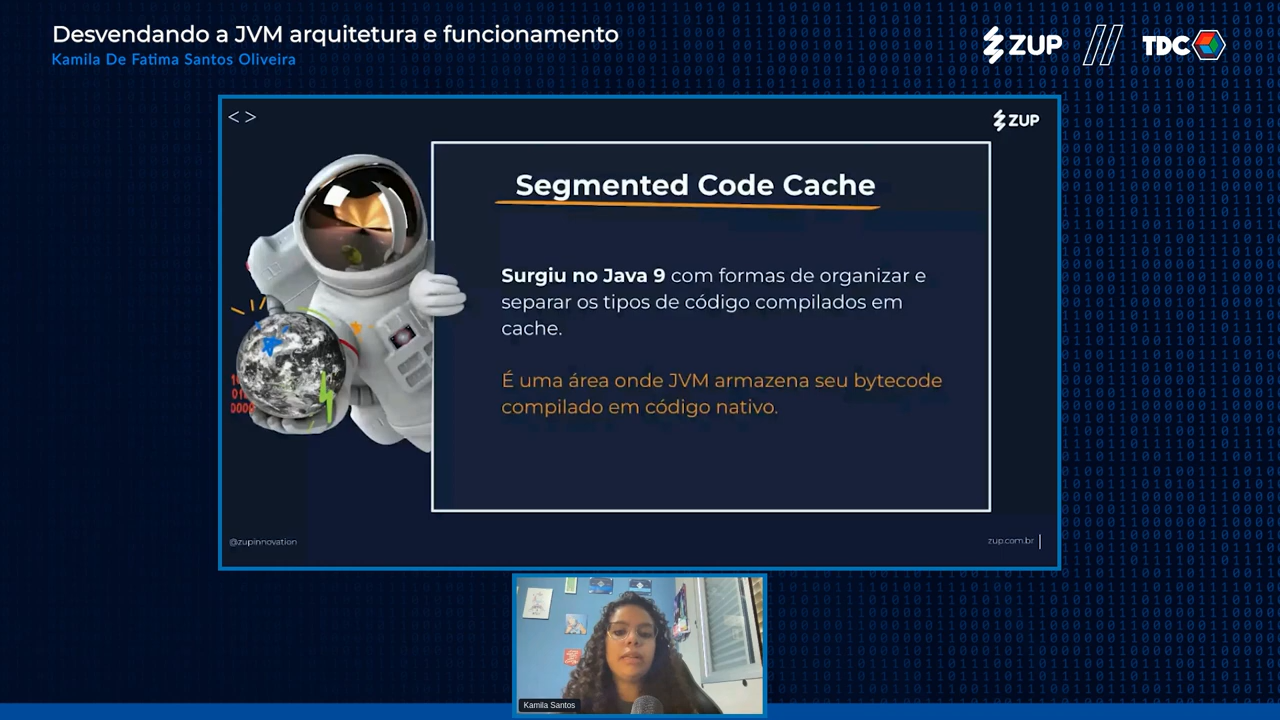 Desvendando a JVM arquitetura e funcionamento
Kamila De Fatima Santos Oliveira
ZUP
TDC
< >
ZUP
Segmented Code Cache
Surgiu no Java 9 com formas de organizar e
separar os tipos de código compilados em
cache.
É uma área onde JVM armazena seu bytecode
compilado em código nativo.
@zupinnovation
zup.com.br
Kamila Santos